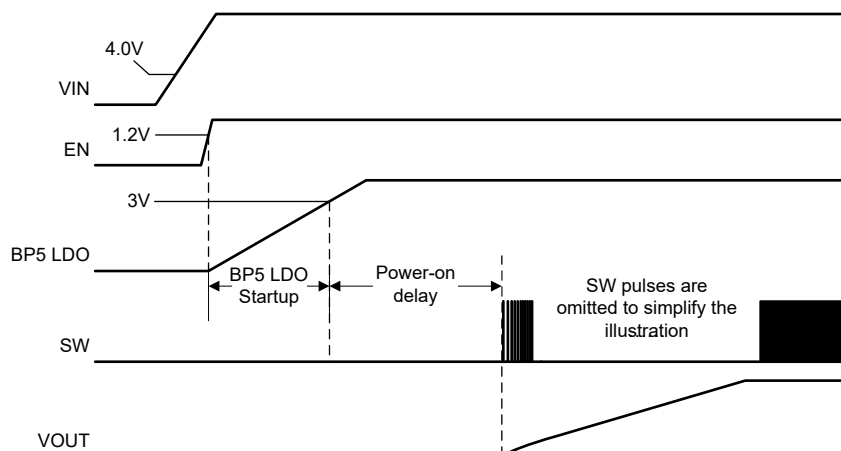 4.0V
VIN
1.2V
EN
3V
BP5 LDO
BP5 LDO
Startup
Power-on
delay
SW pulses are
omitted to simplify the
illustration
SW
VOUT